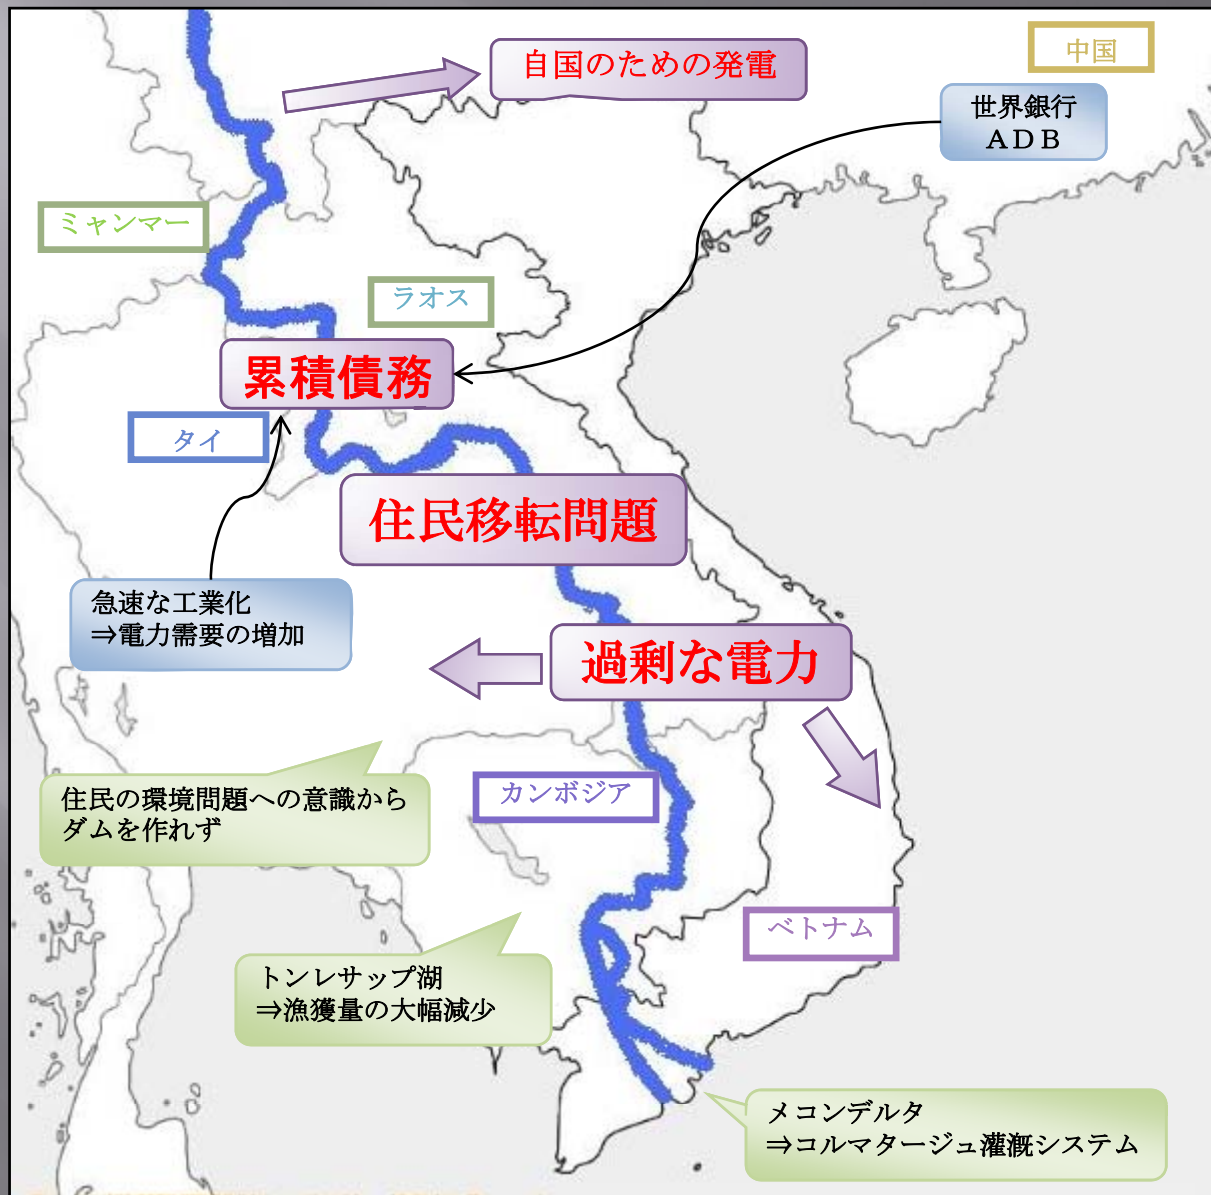 自国のための発電
中国
世界銀行
ＡＤＢ
ミャンマー
ラオス
累積債務
タイ
住民移転問題
急速な工業化
⇒電力需要の増加
過剰な電力
住民の環境問題への意識から
ダムを作れず
カンボジア
ベトナム
トンレサップ湖
⇒漁獲量の大幅減少
メコンデルタ
⇒コルマタージュ灌漑システム